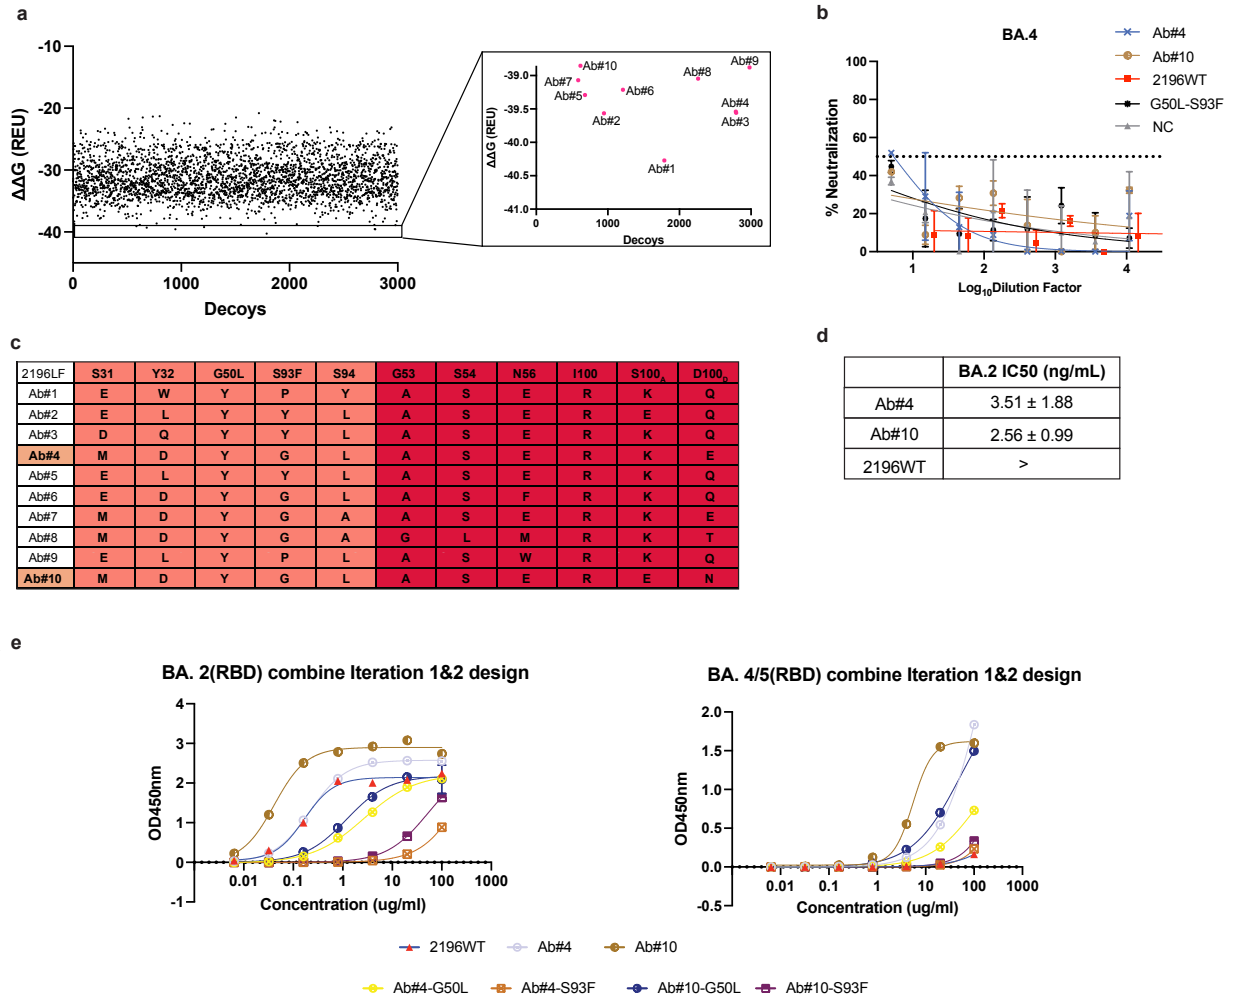 a
-10
-20
-30
-40
ΔΔG (REU)
0
1000
2000
3000
Decoys
-39.0
-39.5
-40.0
-40.5
-41.0
ΔΔG (REU)
0
1000
2000
3000
Decoys
Ab#10
Ab#7
Ab#5
Ab#6
Ab#2
Ab#8
Ab#9
Ab#4
Ab#3
Ab#1
b
BA.4
100
80
60
40
20
0
% Neutralization
1
2
3
4
Log10Dilution Factor
Ab#4
Ab#10
2196WT
G50L-S93F
NC
c
2196LF S31 Y32 G50L S93F S94 G53 S54 N56 I100 S100A D100D
Ab#1 E W Y P Y A S E R K Q
Ab#2 E L Y Y L A S E R E Q
Ab#3 D Q Y Y L A S E R K Q
Ab#4 M D Y G L A S E R K E
Ab#5 E L Y Y L A S E R K Q
Ab#6 E D Y G L A S F R K Q
Ab#7 M D Y G A A S E R K E
Ab#8 M D Y G A G L M R K T
Ab#9 E L Y P L A S W R K Q
Ab#10 M D Y G L A S E R E N
d
BA.2 IC50 (ng/mL)
Ab#4 3.51 ± 1.88
Ab#10 2.56 ± 0.99
2196WT >
e
BA. 2(RBD) combine Iteration 1&2 design
4
3
2
1
0
-1
OD450nm
0.01
0.1
1
10
100
1000
Concentration (ug/ml)
BA. 4/5(RBD) combine Iteration 1&2 design
2.0
1.5
1.0
0.5
0.0
-0.5
OD450nm
0.01
0.1
1
10
100
1000
Concentration (ug/ml)
2196WT
Ab#4
Ab#10
Ab#4-G50L
Ab#4-S93F
Ab#10-G50L
Ab#10-S93F